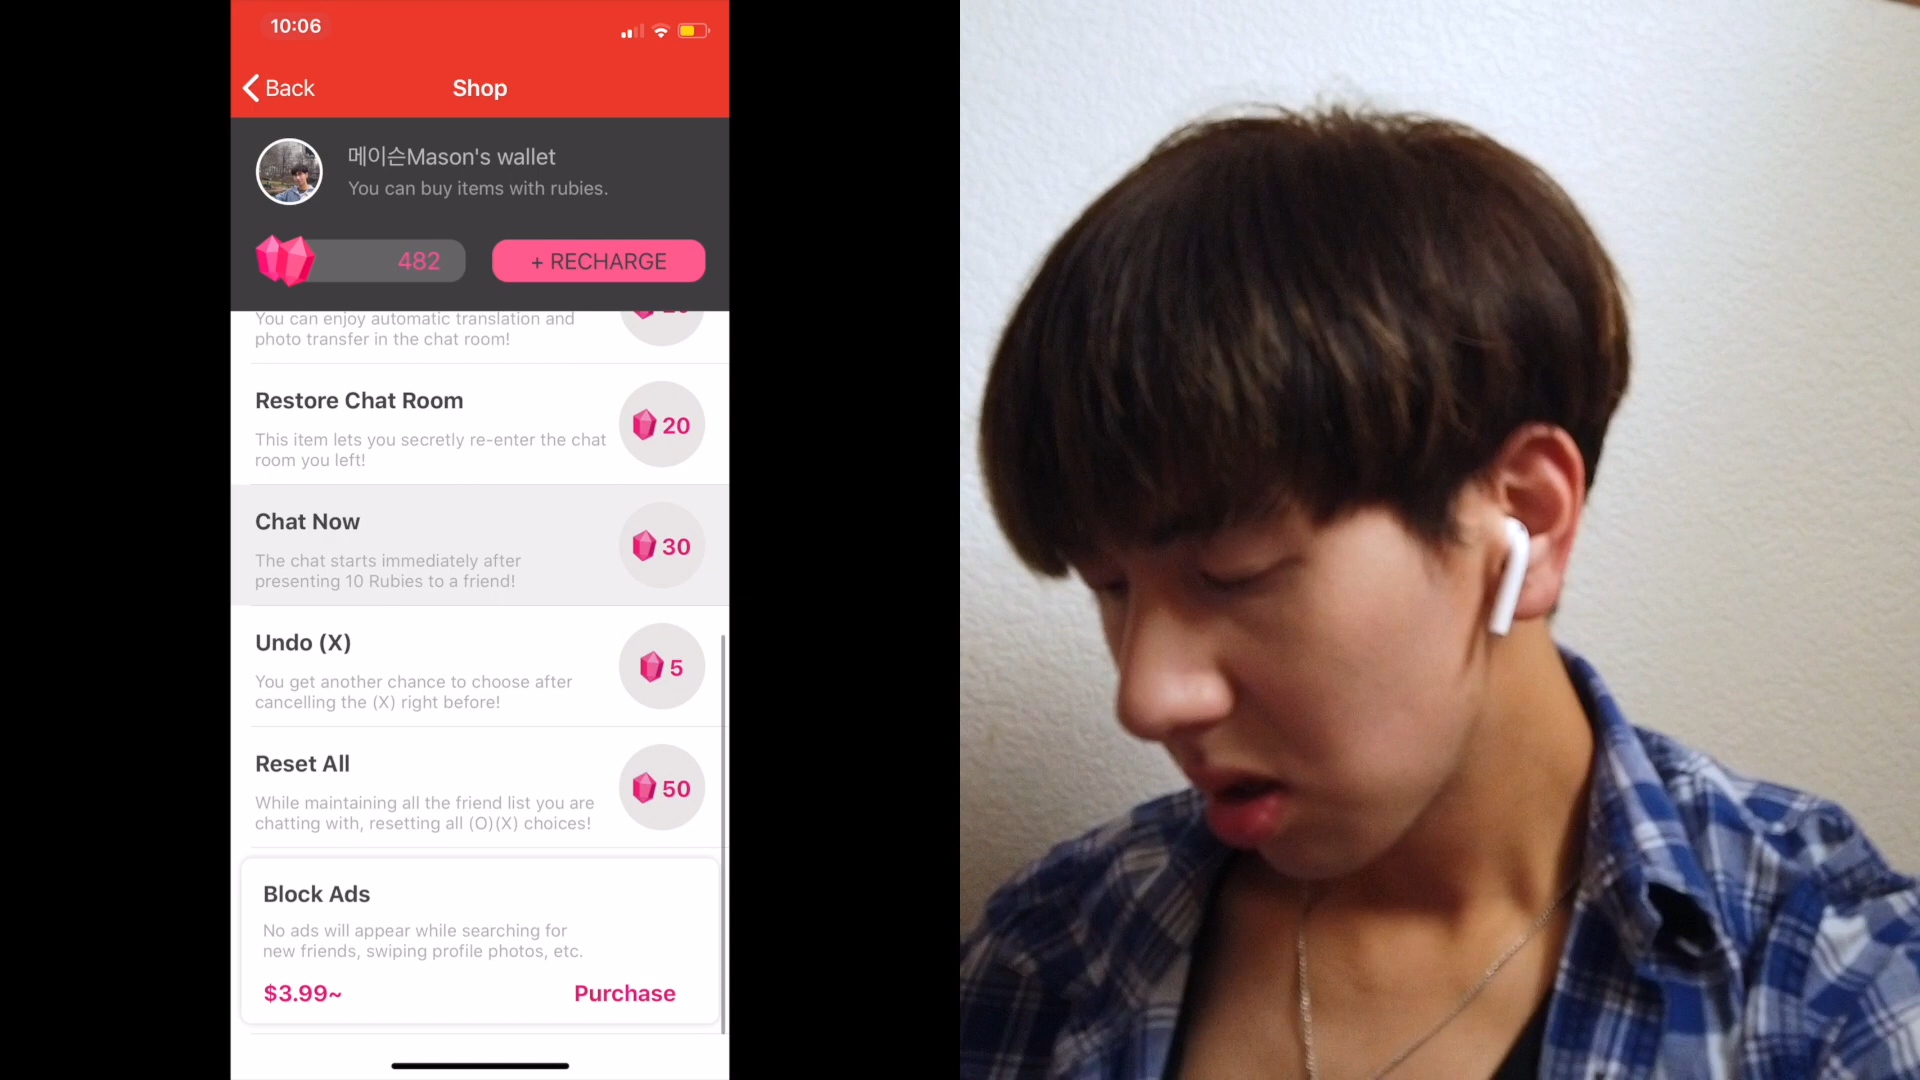 10:06
Back
Shop
메이슨Mason's wallet
You can buy items with rubies.
482
+ RECHARGE
You can enjoy automatic translation and
photo transfer in the chat room!
Restore Chat Room
20
This item lets you secretly re-enter the chat
room you left!
Chat Now
30
The chat starts immediately after
presenting 10 Rubies to a friend!
Undo (X)
5
You get another chance to choose after
cancelling the (X) right before!
Reset All
50
While maintaining all the friend list you are
chatting with, resetting all (O)(X) choices!
Block Ads
No ads will appear while searching for
new friends, swiping profile photos, etc.
$3.99~
Purchase